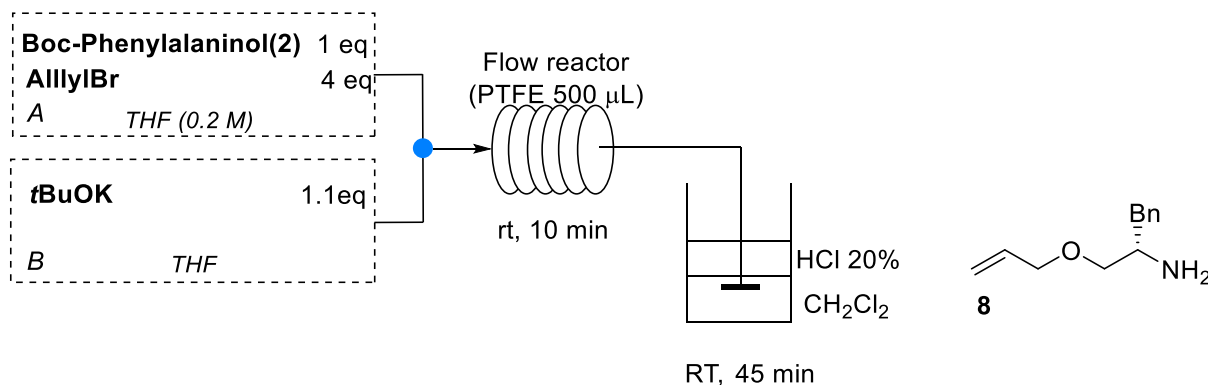 Boc-Phenylalaninol(2) 1 eq
AlllylBr 4 eq
A THF (0.2 M)
tBuOK 1.1eq
B THF
Flow reactor
(PTFE 500 μL)
rt, 10 min
HCl 20%
CH₂Cl₂
RT, 45 min
Bn
O
NH₂
8